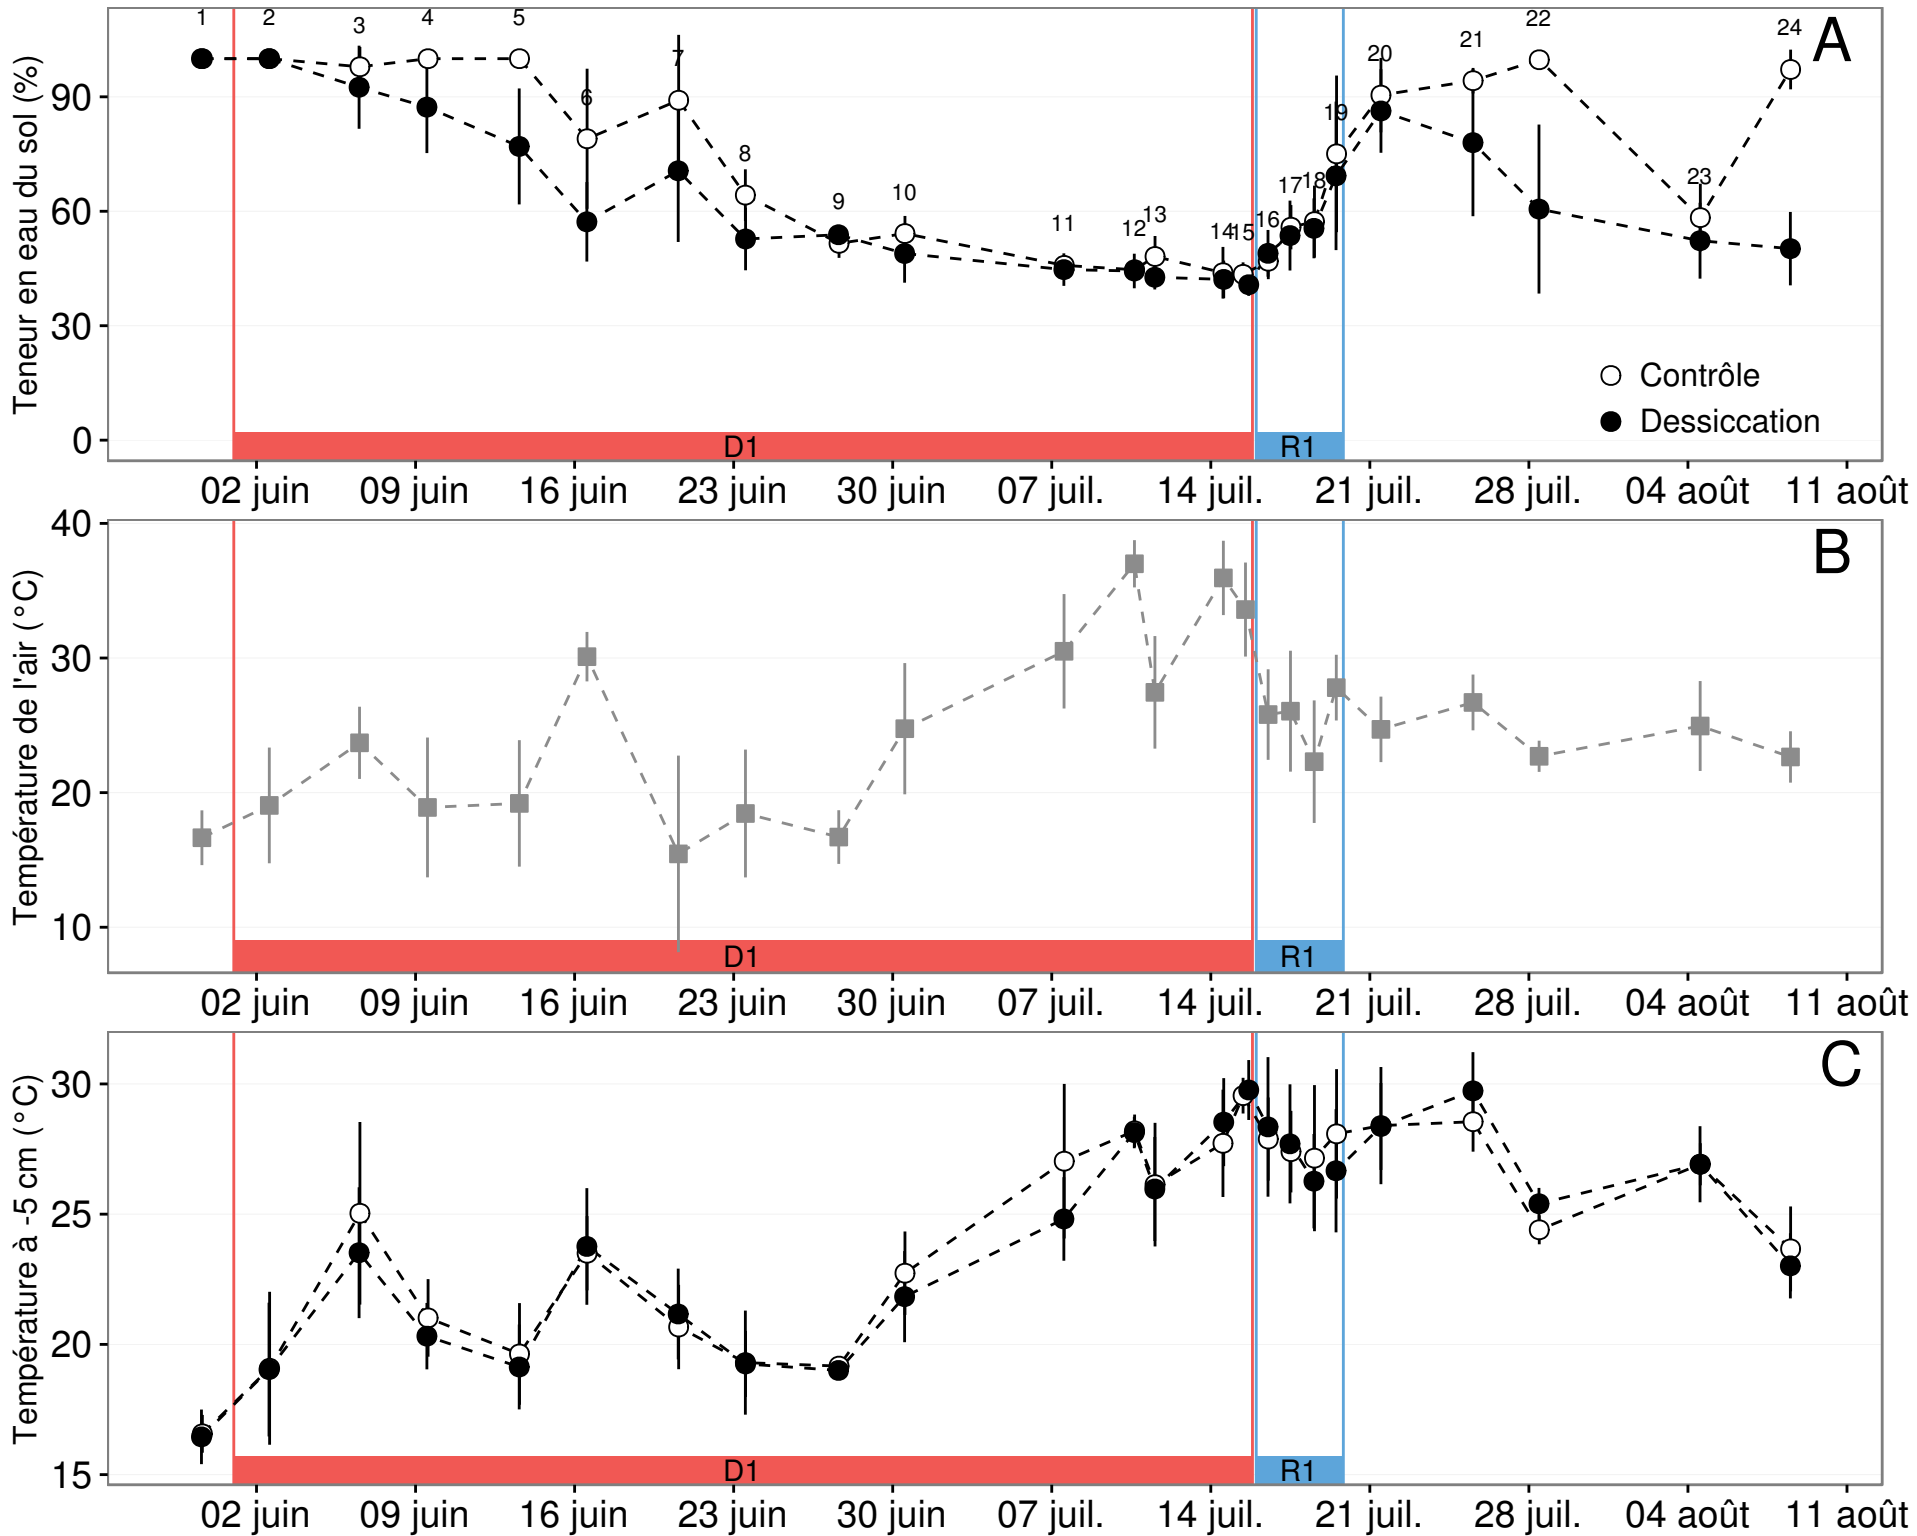 1 2 3 4 5 6 7 8 9 10 11 12 13 14 15 16 17 18 19 20 21 22 23 24
A
Teneur en eau du sol (%)
90
60
30
0
Contrôle
Dessiccation
D1 R1
02 juin 09 juin 16 juin 23 juin 30 juin 07 juil. 14 juil. 21 juil. 28 juil. 04 août 11 août
B
Température de l'air (°C)
40
30
20
10
D1 R1
02 juin 09 juin 16 juin 23 juin 30 juin 07 juil. 14 juil. 21 juil. 28 juil. 04 août 11 août
C
Température à -5 cm (°C)
30
25
20
15
D1 R1
02 juin 09 juin 16 juin 23 juin 30 juin 07 juil. 14 juil. 21 juil. 28 juil. 04 août 11 août